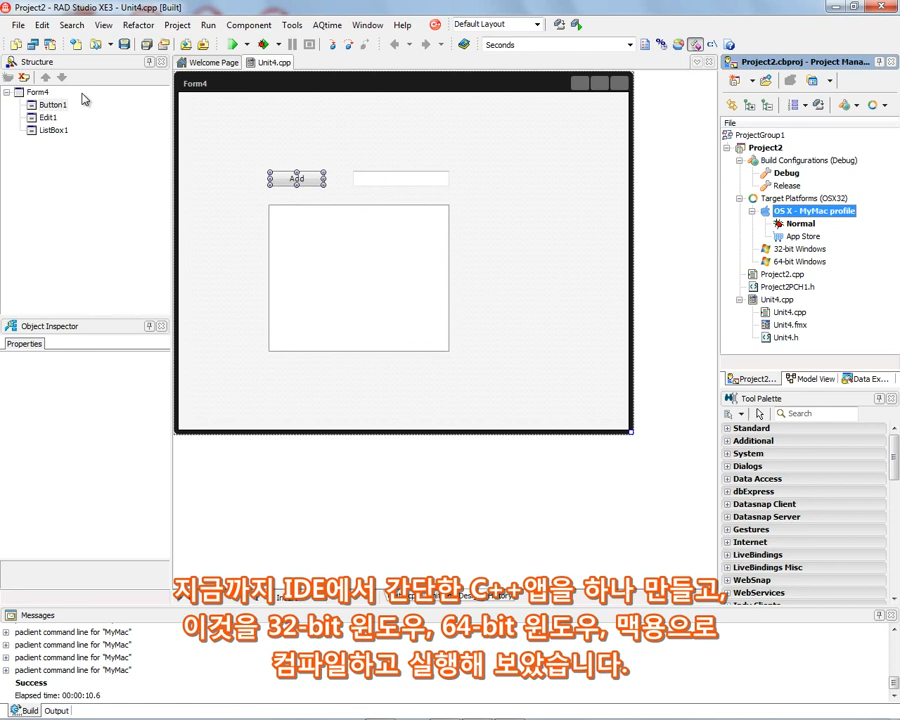 Project2 - RAD Studio XE3 - Unit4.cpp [Built]
File Edit Search View Refactor Project Run Component Tools AQtime Window Help Default Layout
Seconds
Structure
Welcome Page Unit4.cpp
Project2.cbproj - Project Mana...
Form4
Button1
Edit1
ListBox1
Form4
Add
File
ProjectGroup1
Project2
Build Configurations (Debug)
Debug
Release
Target Platforms (OSX32)
OS X - MyMac profile
Normal
App Store
32-bit Windows
64-bit Windows
Project2.cpp
Project2PCH1.h
Unit4.cpp
Unit4.cpp
Unit4.fmx
Unit4.h
Object Inspector
Properties
Project2... Model View Data Ex...
Tool Palette
Search
Standard
Additional
System
Dialogs
Data Access
dbExpress
Datasnap Client
Datasnap Server
Gestures
Internet
LiveBindings
LiveBindings Misc
WebSnap
WebServices
지금까지 IDE에서 간단한 C++앱을 하나 만들고,
이것을 32-bit 윈도우, 64-bit 윈도우, 맥용으로
컴파일하고 실행해 보았습니다.
Messages
paclient command line for "MyMac"
paclient command line for "MyMac"
paclient command line for "MyMac"
paclient command line for "MyMac"
Success
Elapsed time: 00:00:10.6
Build Output